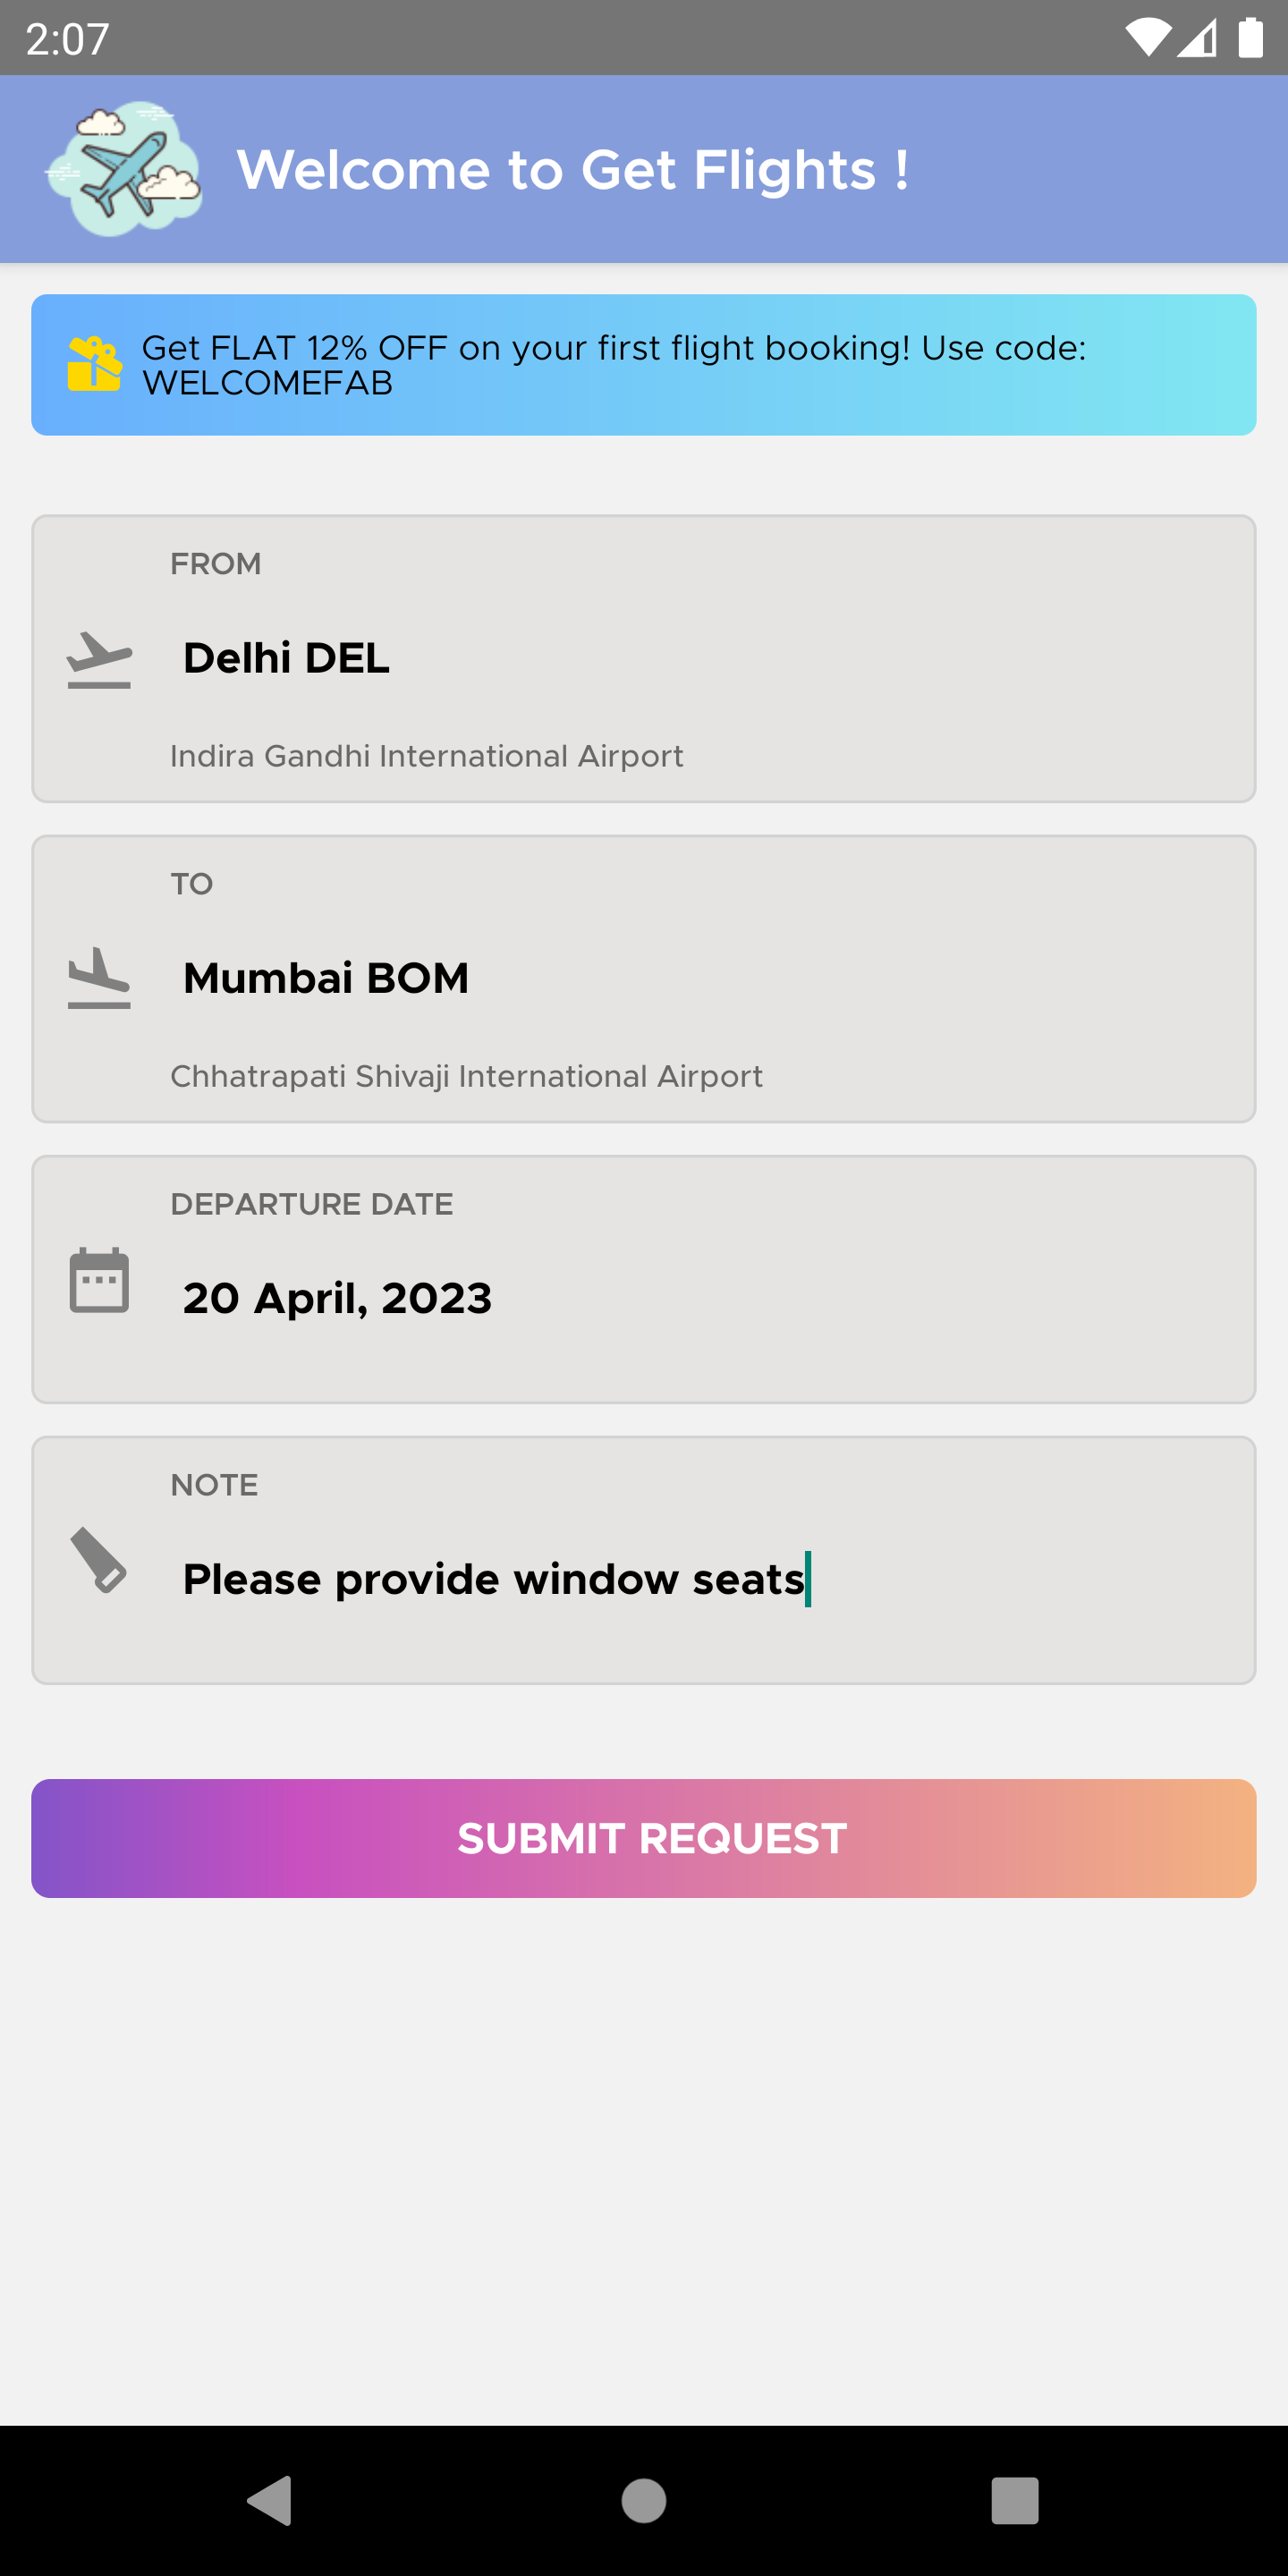 2:07
Welcome to Get Flights !
Get FLAT 12% OFF on your first flight booking! Use code:
WELCOMEFAB
FROM
Delhi DEL
Indira Gandhi International Airport
TO
Mumbai BOM
Chhatrapati Shivaji International Airport
DEPARTURE DATE
20 April, 2023
NOTE
Please provide window seats
SUBMIT REQUEST